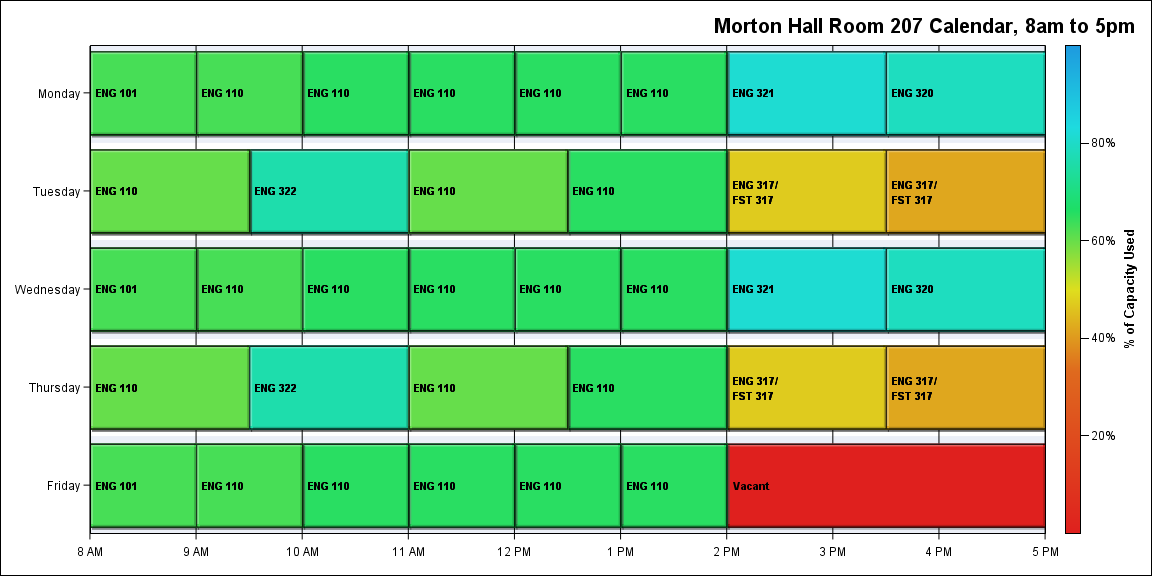 Morton Hall Room 207 Calendar, 8am to 5pm
Monday
ENG 101
ENG 110
ENG 110
ENG 110
ENG 110
ENG 110
ENG 321
ENG 320
Tuesday
ENG 110
ENG 322
ENG 110
ENG 110
ENG 317/
FST 317
ENG 317/
FST 317
Wednesday
ENG 101
ENG 110
ENG 110
ENG 110
ENG 110
ENG 110
ENG 321
ENG 320
Thursday
ENG 110
ENG 322
ENG 110
ENG 110
ENG 317/
FST 317
ENG 317/
FST 317
Friday
ENG 101
ENG 110
ENG 110
ENG 110
ENG 110
ENG 110
Vacant
8 AM
9 AM
10 AM
11 AM
12 PM
1 PM
2 PM
3 PM
4 PM
5 PM
80%
60%
40%
20%
% of Capacity Used